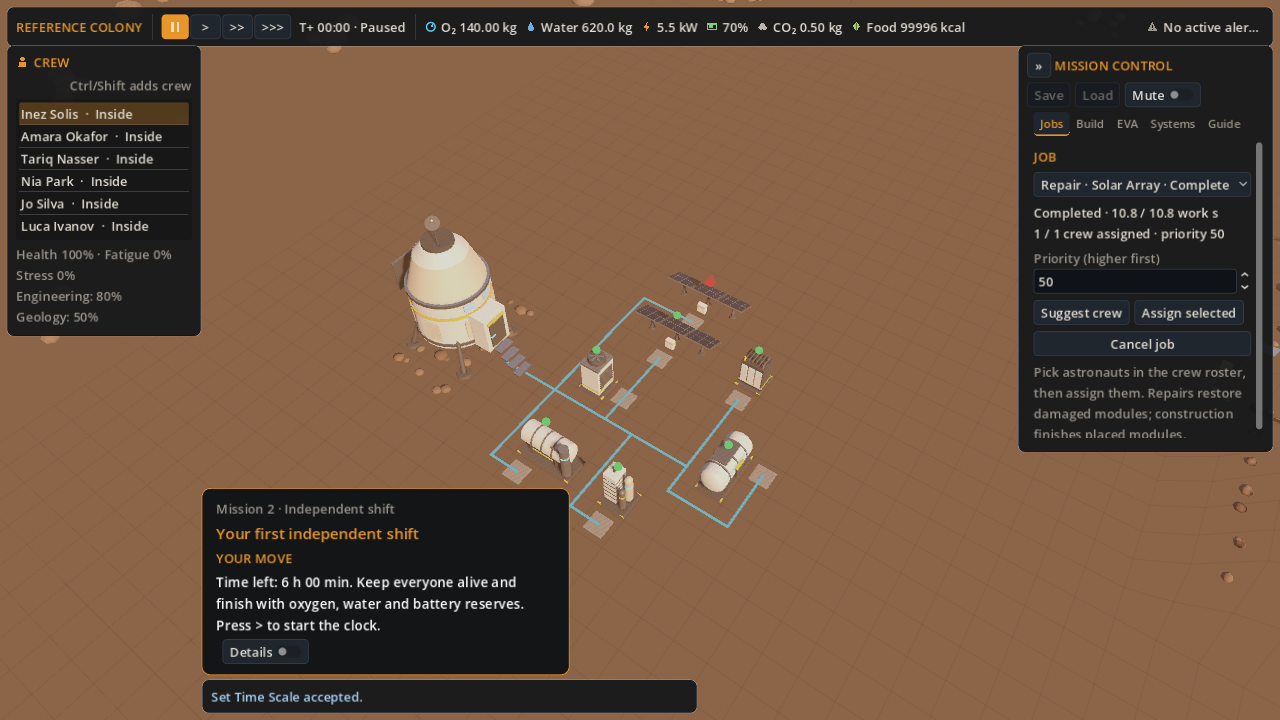 REFERENCE COLONY
> >> >>> T+ 00:00 · Paused
O₂ 140.00 kg Water 620.0 kg 5.5 kW 70% CO₂ 0.50 kg Food 99996 kcal
No active aler...
CREW
Ctrl/Shift adds crew
Inez Solis · Inside
Amara Okafor · Inside
Tariq Nasser · Inside
Nia Park · Inside
Jo Silva · Inside
Luca Ivanov · Inside
Health 100% · Fatigue 0%
Stress 0%
Engineering: 80%
Geology: 50%
» MISSION CONTROL
Save Load Mute
Jobs Build EVA Systems Guide
JOB
Repair · Solar Array · Complete
Completed · 10.8 / 10.8 work s
1 / 1 crew assigned · priority 50
Priority (higher first)
50
Suggest crew Assign selected
Cancel job
Pick astronauts in the crew roster,
then assign them. Repairs restore
damaged modules; construction
finishes placed modules.
Mission 2 · Independent shift
Your first independent shift
YOUR MOVE
Time left: 6 h 00 min. Keep everyone alive and
finish with oxygen, water and battery reserves.
Press > to start the clock.
Details
Set Time Scale accepted.